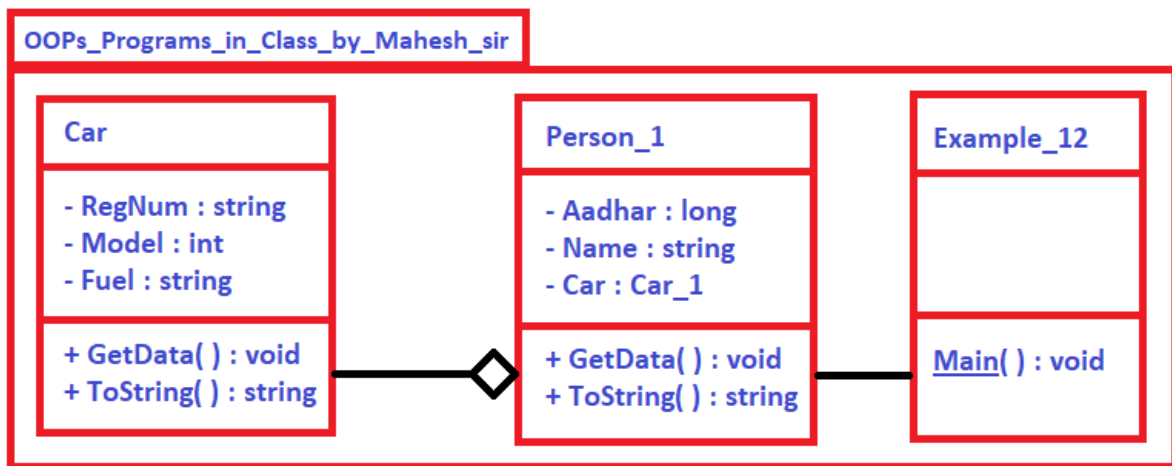 OOPs_Programs_in_Class_by_Mahesh_sir
Car
- RegNum : string
- Model : int
- Fuel : string
+ GetData( ) : void
+ ToString( ) : string
Person_1
- Aadhar : long
- Name : string
- Car : Car_1
+ GetData( ) : void
+ ToString( ) : string
Example_12
Main( ) : void